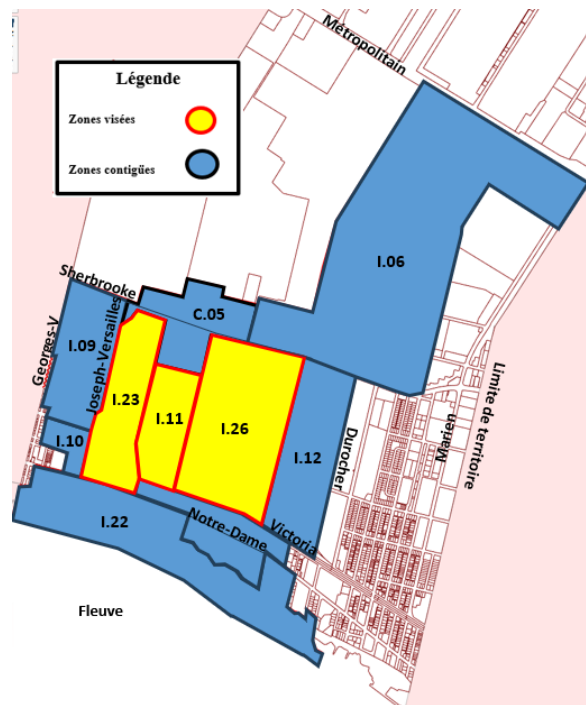 Métropolitain
Légende
Zones visées
Zones contigües
I.06
Sherbrooke
C.05
Georges-V
I.09
Joseph-Versailles
I.23
I.11
I.26
I.10
I.12
Durocher
Marien
Limite de territoire
I.22
Notre-Dame
Victoria
Fleuve